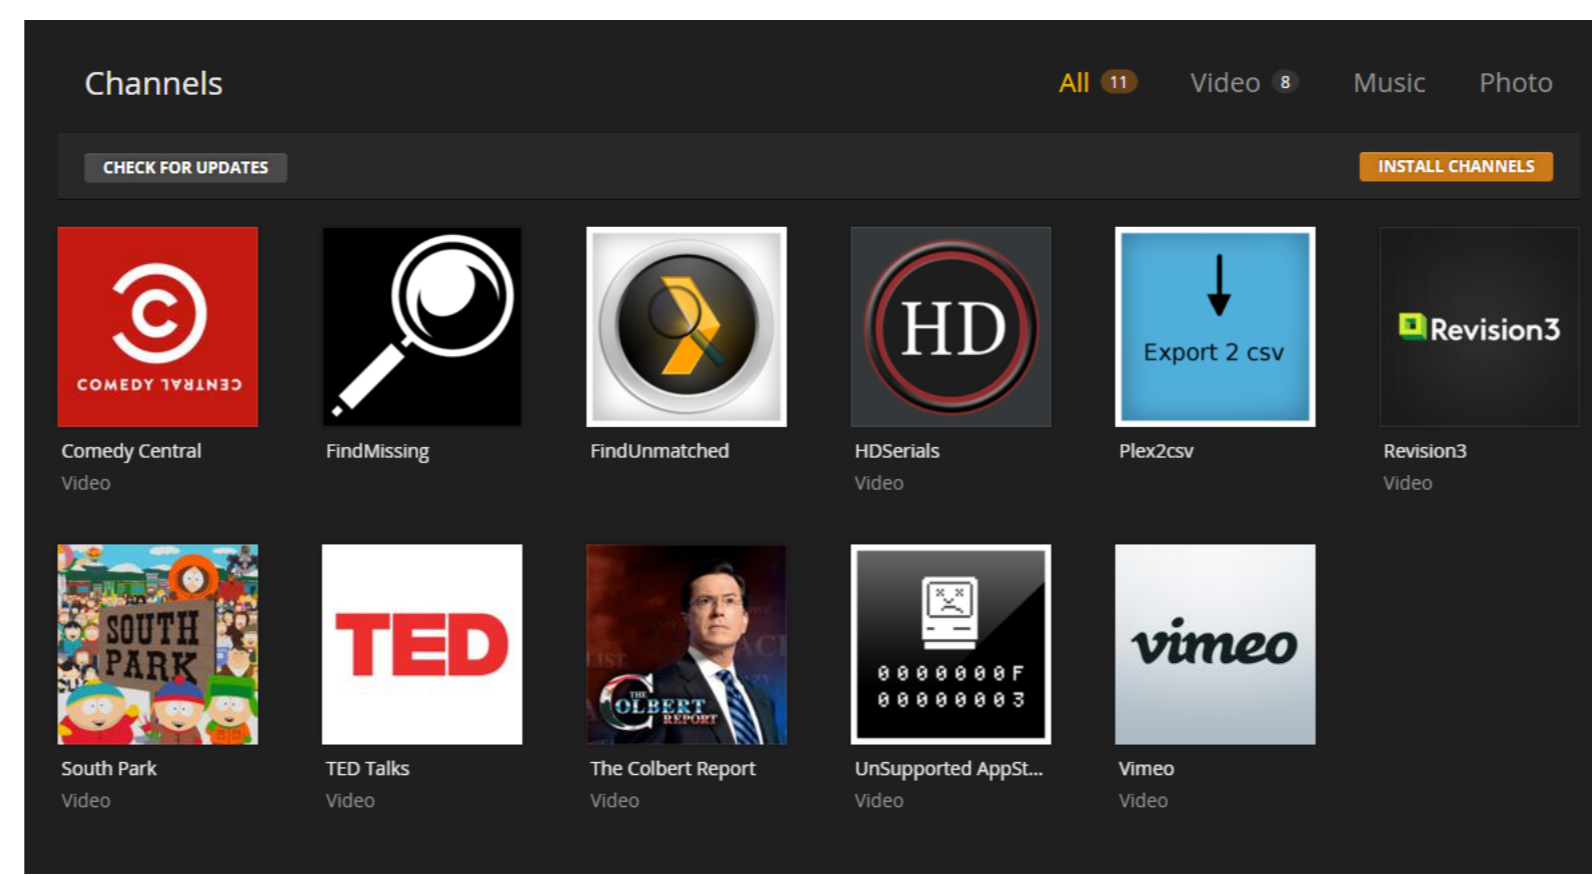 Channels
All 11 Video 8 Music Photo
CHECK FOR UPDATES
INSTALL CHANNELS
C
COMEDY CENTRAL
HD
Export 2 csv
Revision3
Comedy Central
FindMissing
FindUnmatched
HDSerials
Plex2csv
Revision3
Video
Video
Video
SOUTH
PARK
TED
THE
COLBERT
REPORT
0000000F
00000003
vimeo
South Park
TED Talks
The Colbert Report
UnSupported AppSt...
Vimeo
Video
Video
Video
Video
Video